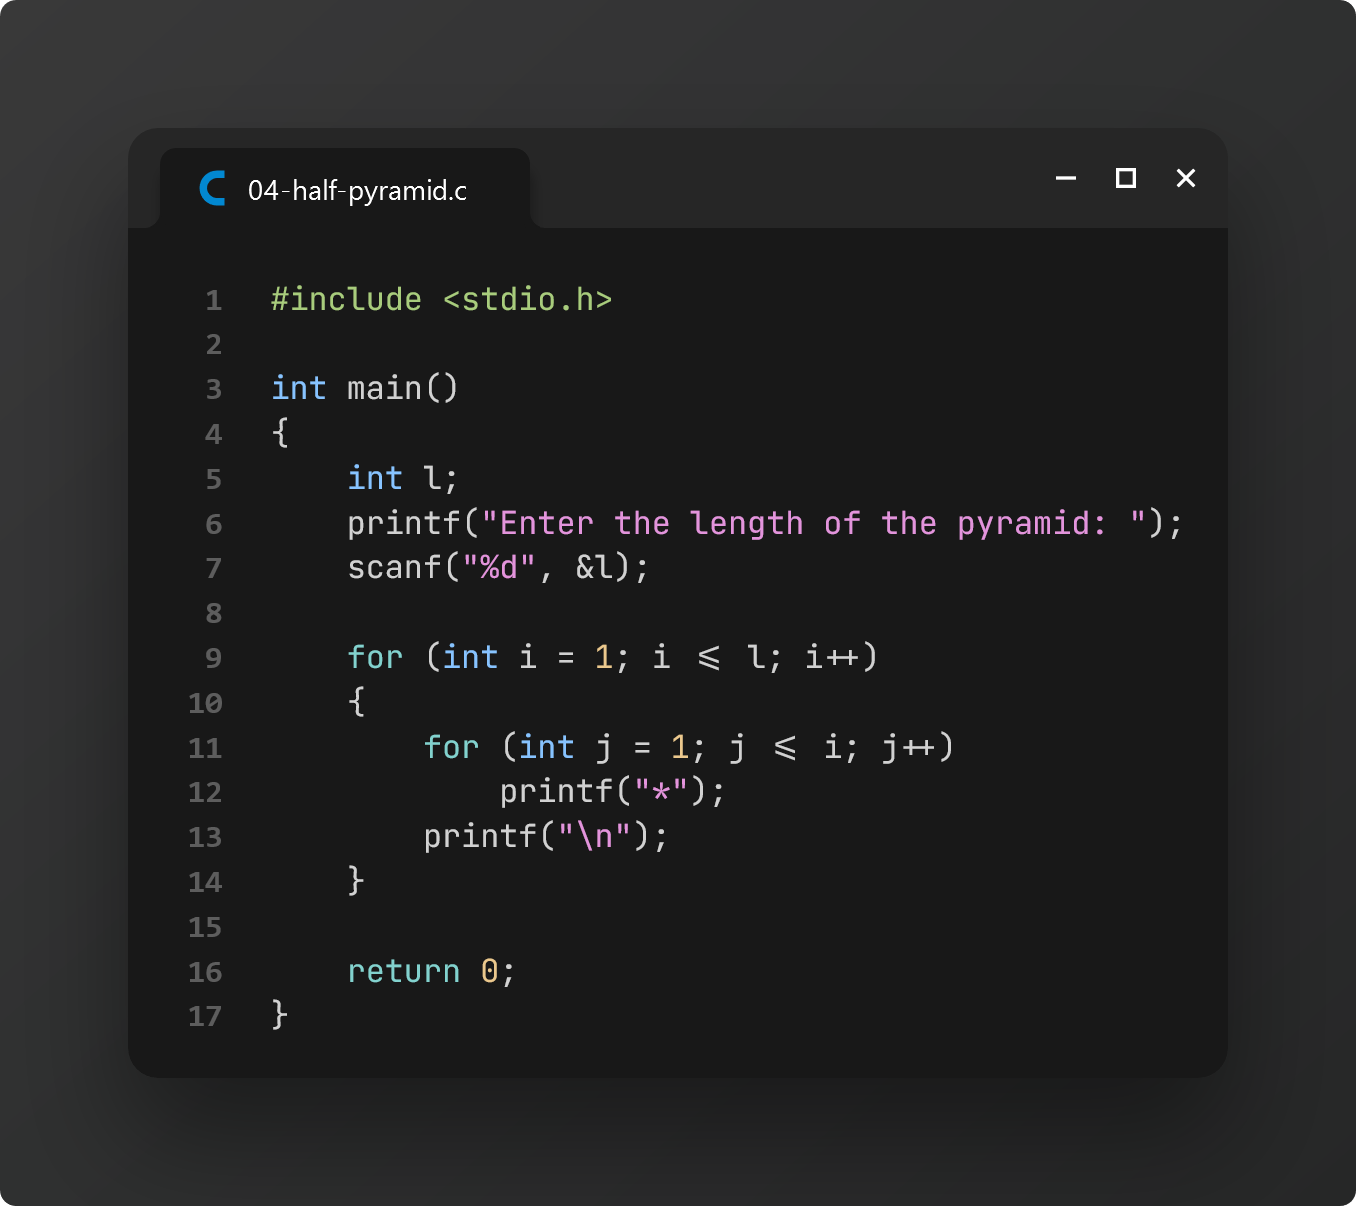 04-half-pyramid.c
1 #include <stdio.h>
2
3 int main()
4 {
5     int l;
6     printf("Enter the length of the pyramid: ");
7     scanf("%d", &l);
8
9     for (int i = 1; i <= l; i++)
10     {
11         for (int j = 1; j <= i; j++)
12             printf("*");
13         printf("\n");
14     }
15
16     return 0;
17 }